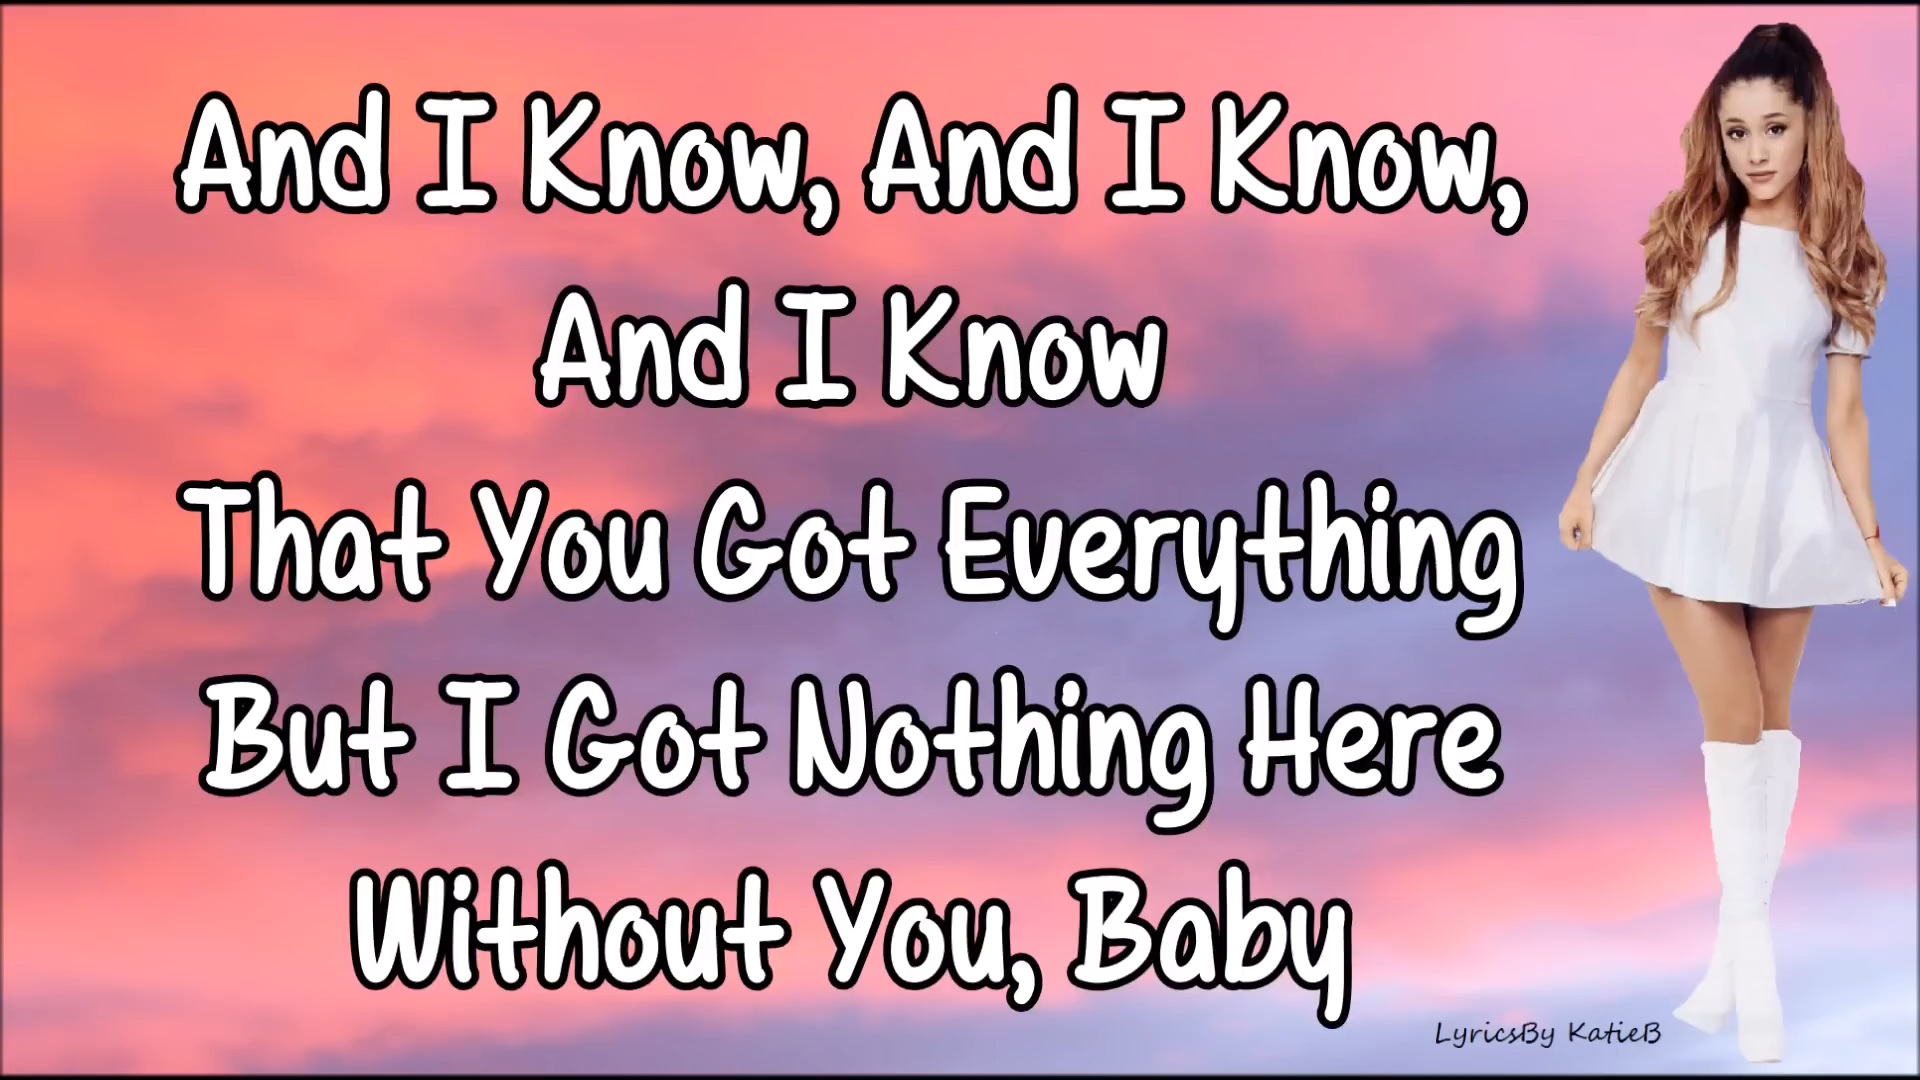 And I Know, And I Know,
And I Know
That You Got Everything
But I Got Nothing Here
Without You, Baby
LyricsBy KatieB